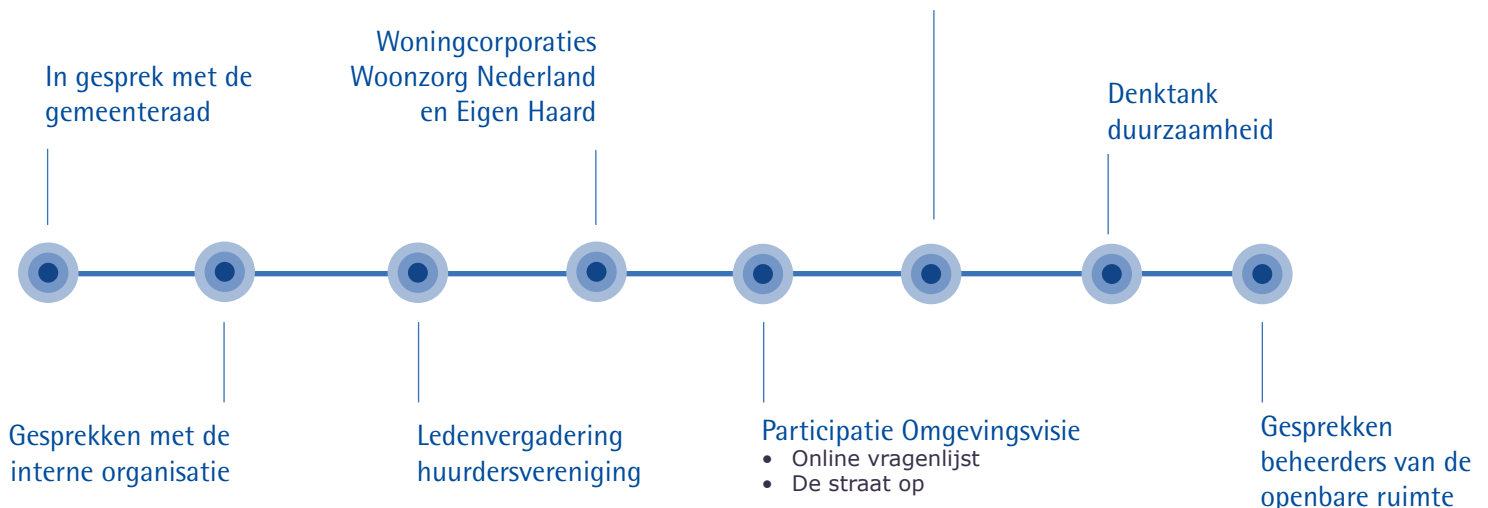 In gesprek met de
gemeenteraad
Woningcorporaties
Woonzorg Nederland
en Eigen Haard
Denktank
duurzaamheid
Gesprekken met de
interne organisatie
Ledenvergadering
huurdersvereniging
Participatie Omgevingsvisie
• Online vragenlijst
• De straat op
Gesprekken
beheerders van de
openbare ruimte